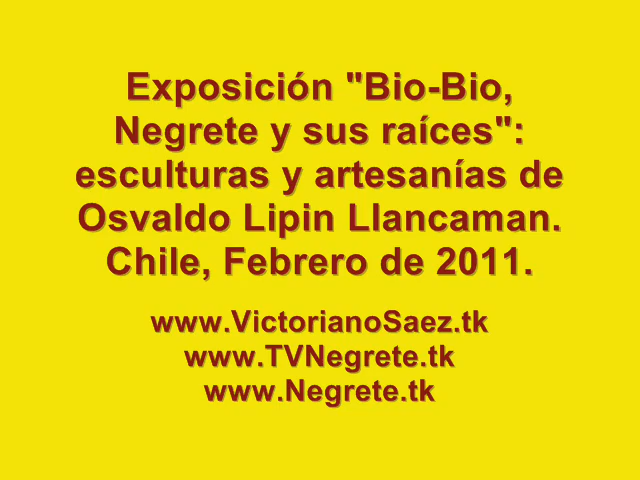 Exposición "Bio-Bio,
Negrete y sus raíces":
esculturas y artesanías de
Osvaldo Lipin Llancaman.
Chile, Febrero de 2011.
www.VictorianoSaez.tk
www.TVNegrete.tk
www.Negrete.tk